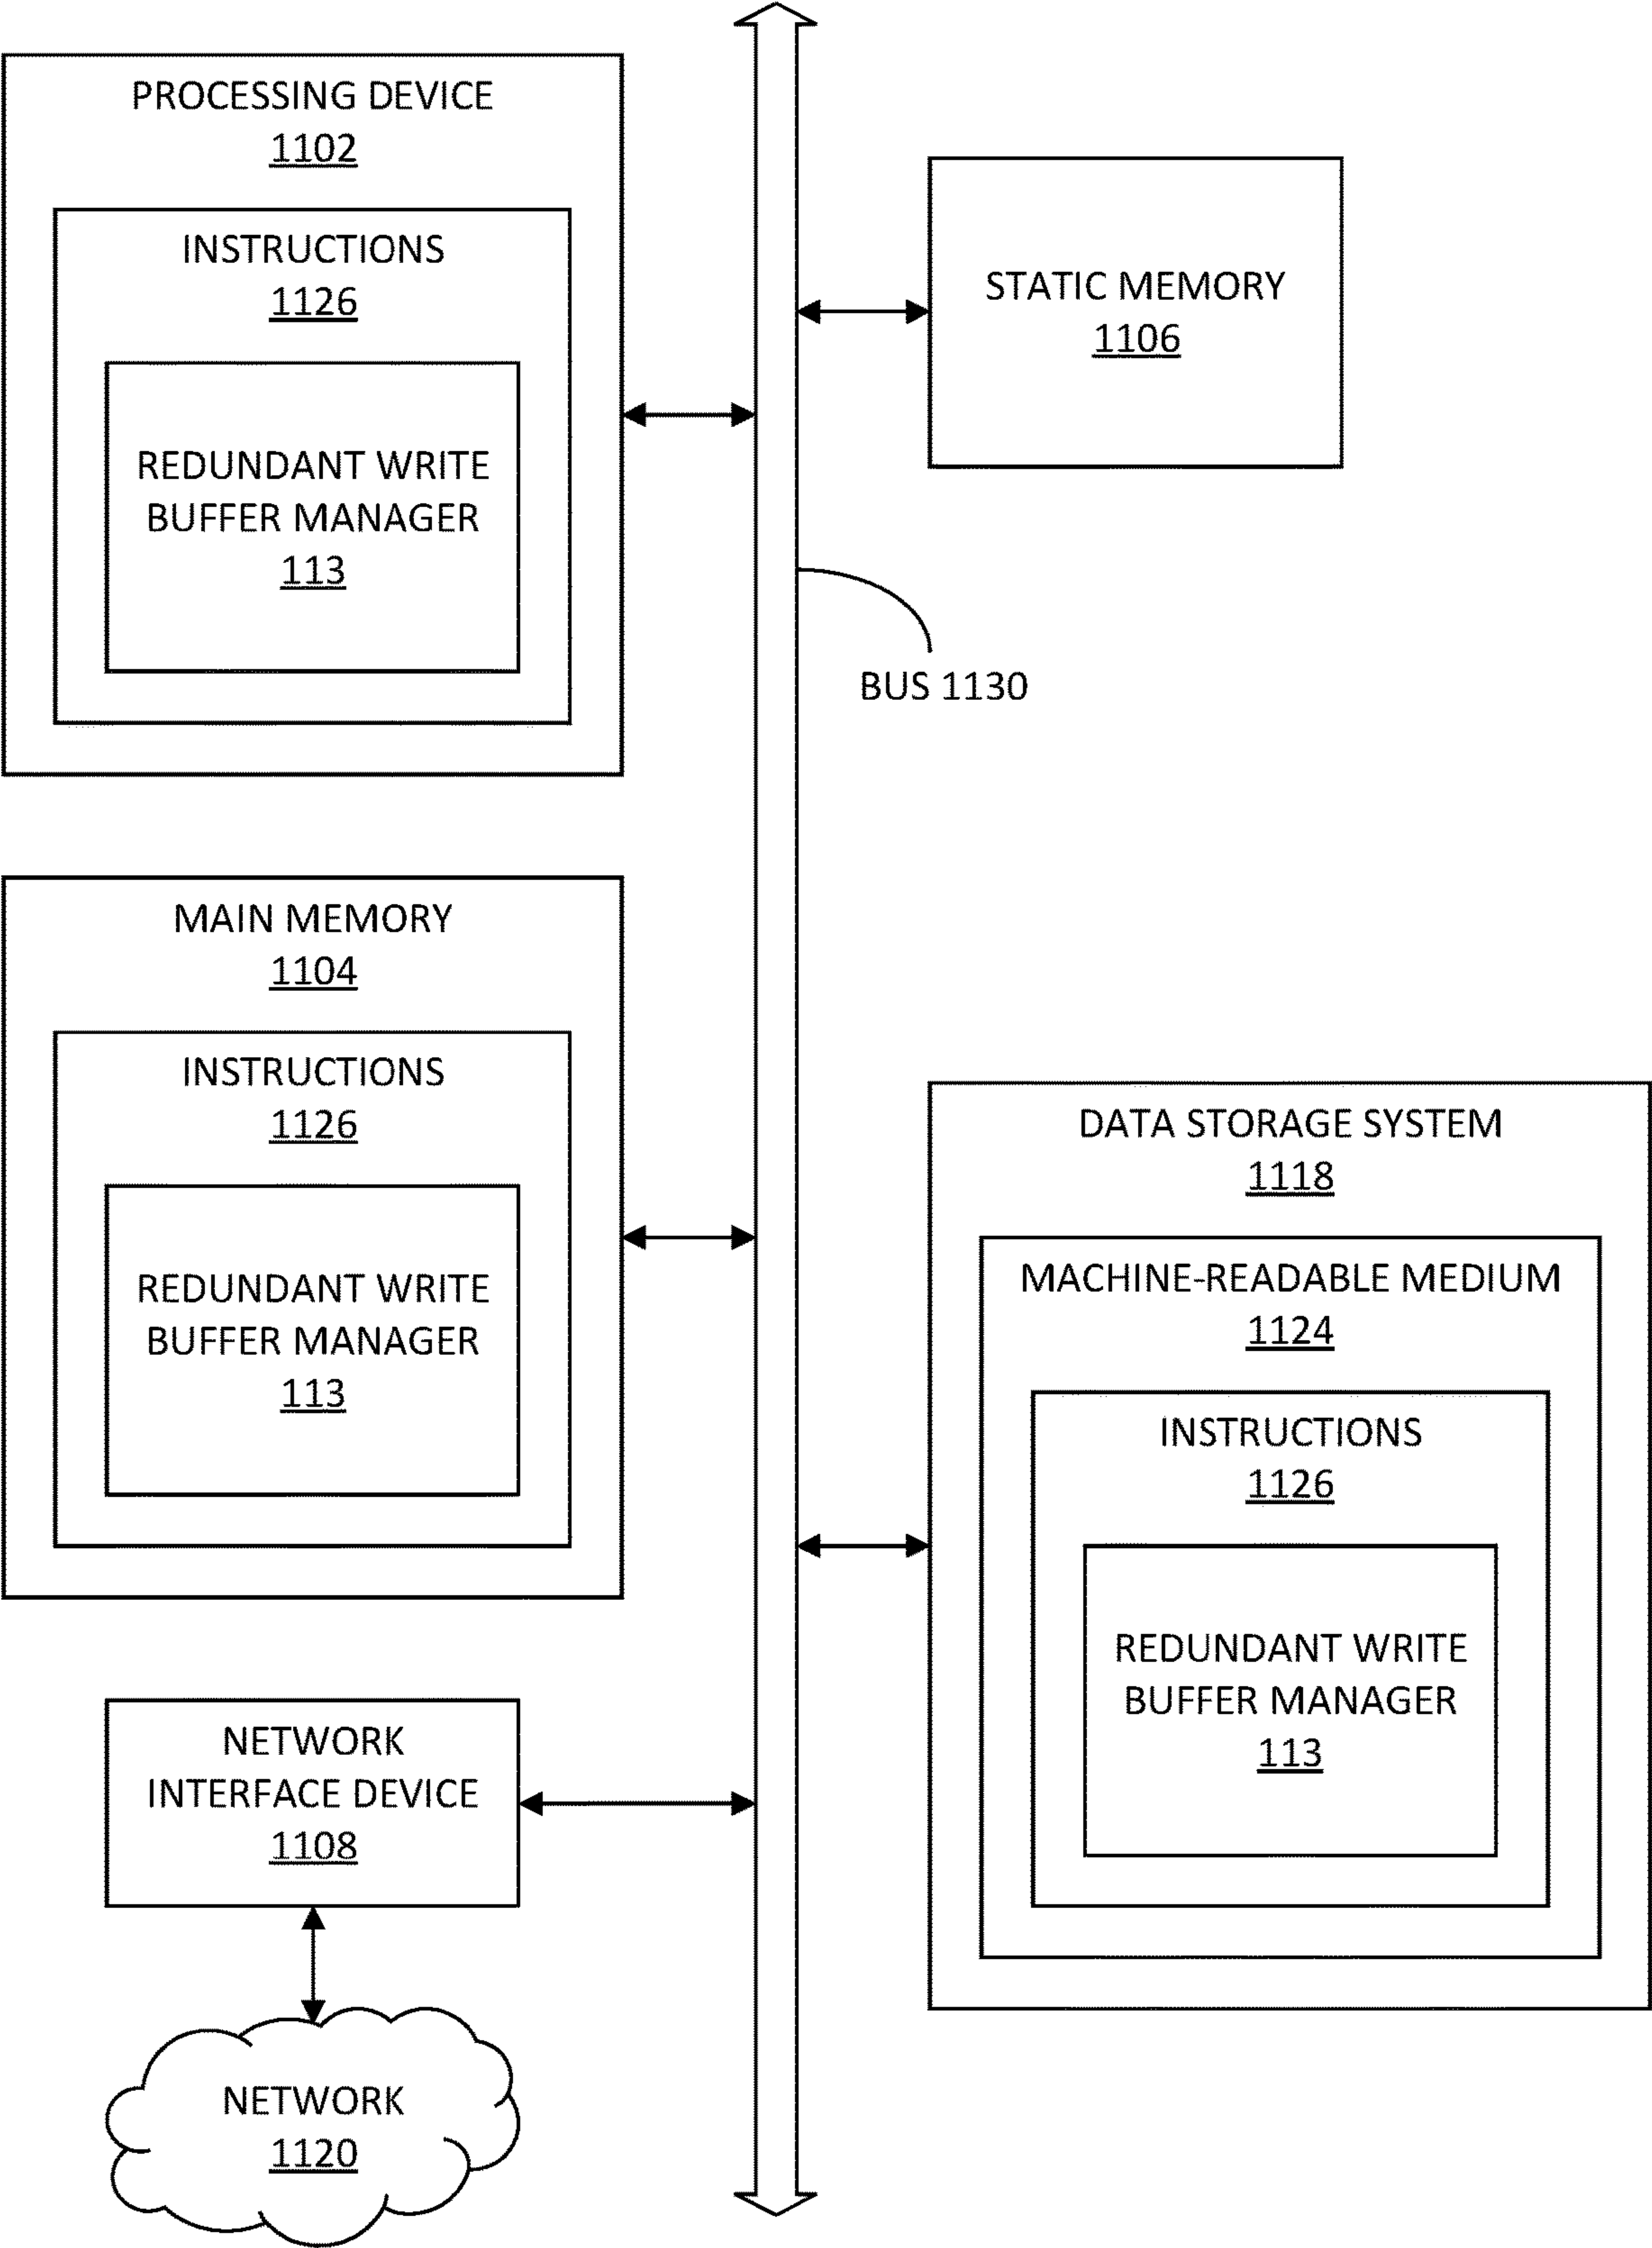 PROCESSING DEVICE
1102
INSTRUCTIONS
1126
REDUNDANT WRITE
BUFFER MANAGER
113
STATIC MEMORY
1106
BUS 1130
MAIN MEMORY
1104
INSTRUCTIONS
1126
REDUNDANT WRITE
BUFFER MANAGER
113
DATA STORAGE SYSTEM
1118
MACHINE-READABLE MEDIUM
1124
INSTRUCTIONS
1126
REDUNDANT WRITE
BUFFER MANAGER
113
NETWORK
INTERFACE DEVICE
1108
NETWORK
1120